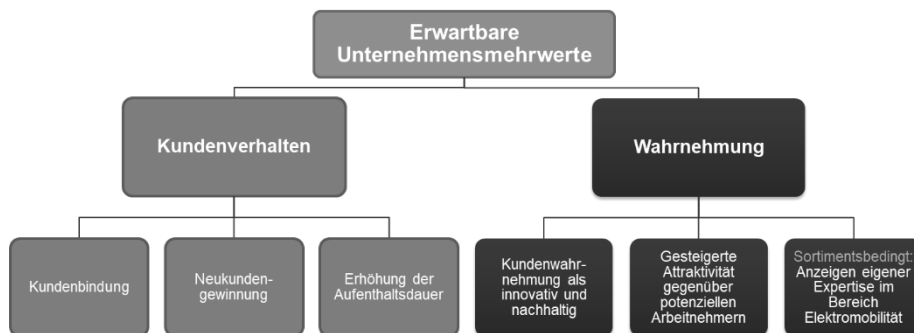 Erwartbare
Unternehmensmehrwerte
Kundenverhalten
Wahrnehmung
Kundenbindung
Neukunden-
gewinnung
Erhöhung der
Aufenthaltsdauer
Kundenwahr-
nehmung als
innovativ und
nachhaltig
Gesteigerte
Attraktivität
gegenüber
potenziellen
Arbeitnehmern
Sortimentsbedingt:
Anzeigen eigener
Expertise im
Bereich
Elektromobilität